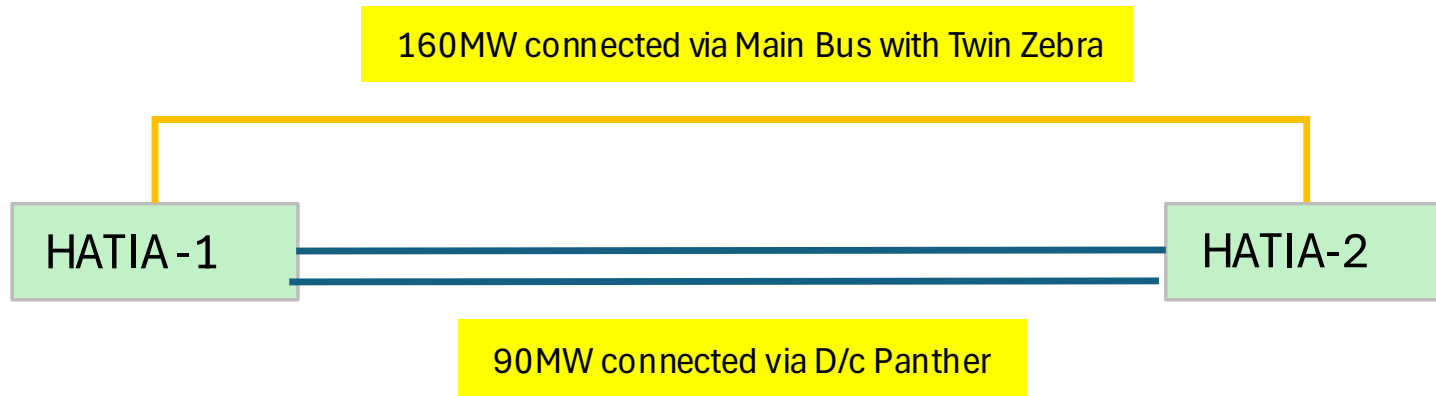 160MW connected via Main Bus with Twin Zebra
HATIA-1
HATIA-2
90MW connected via D/c Panther